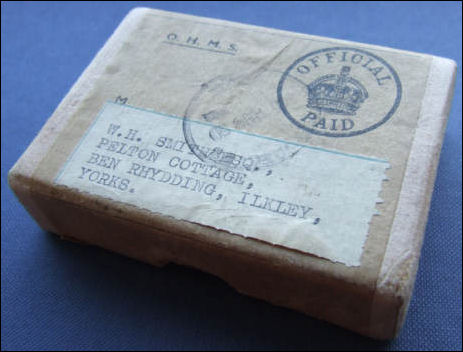 O.H.M.S.
OFFICIAL
PAID
M
W.H. SMITH ESQ.,
PELTON COTTAGE,
BEN RHYDDING, ILKLEY,
YORKS.